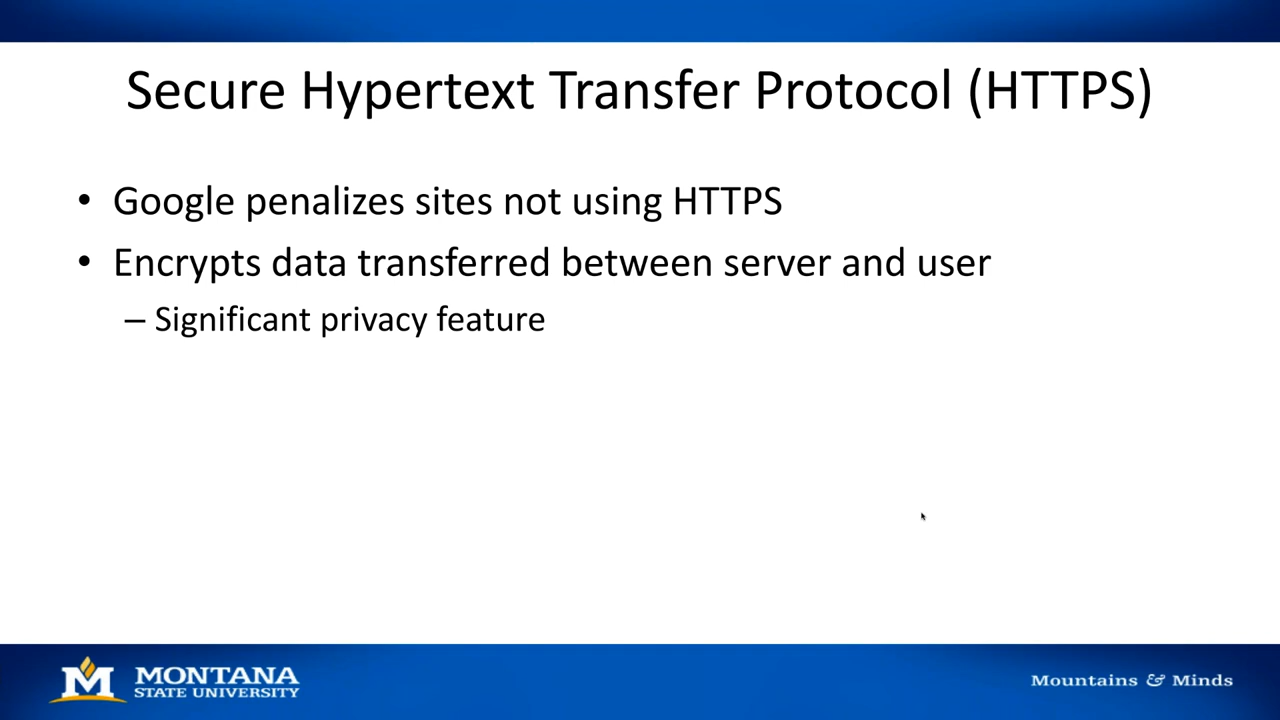 Secure Hypertext Transfer Protocol (HTTPS)
• Google penalizes sites not using HTTPS
• Encrypts data transferred between server and user
– Significant privacy feature
M MONTANA
STATE UNIVERSITY
Mountains & Minds